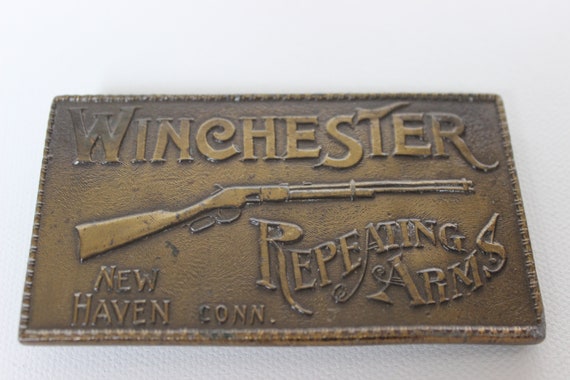 WINCHESTER
REPEATING
ARMS
NEW
HAVEN CONN.